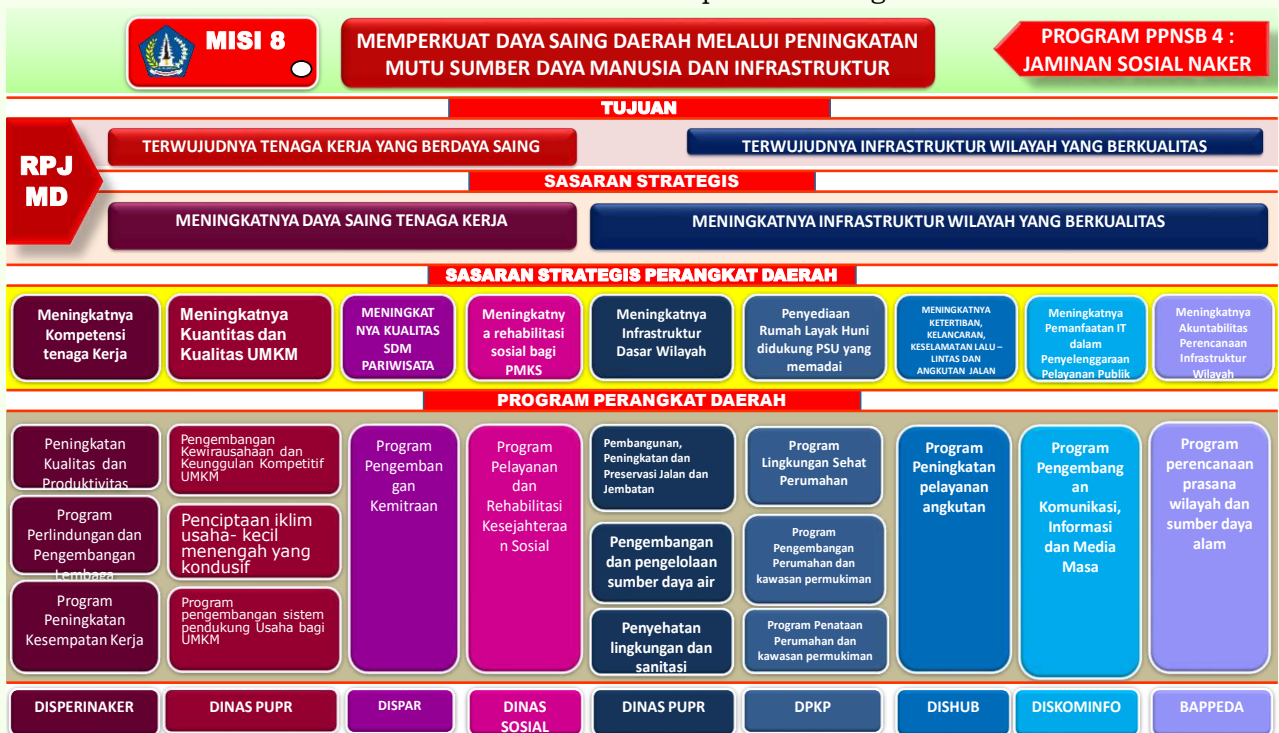 MISI 8
MEMPERKUAT DAYA SAING DAERAH MELALUI PENINGKATAN
MUTU SUMBER DAYA MANUSIA DAN INFRASTRUKTUR
PROGRAM PPNSB 4 :
JAMINAN SOSIAL NAKER
TUJUAN
RPJ
MD
TERWUJUDNYA TENAGA KERJA YANG BERDAYA SAING
TERWUJUDNYA INFRASTRUKTUR WILAYAH YANG BERKUALITAS
SASARAN STRATEGIS
MENINGKATNYA DAYA SAING TENAGA KERJA
MENINGKATNYA INFRASTRUKTUR WILAYAH YANG BERKUALITAS
SASARAN STRATEGIS PERANGKAT DAERAH
Meningkatnya
Kompetensi
tenaga Kerja
Meningkatnya
Kuantitas dan
Kualitas UMKM
MENINGKAT
NYA KUALITAS
SDM
PARIWISATA
Meningkatny
a rehabilitasi
sosial bagi
PMKS
Meningkatnya
Infrastruktur
Dasar Wilayah
Penyediaan
Rumah Layak Huni
didukung PSU yang
memadai
MENINGKATNYA
KETERTIBAN,
KELANCARAN,
KESELAMATAN LALU –
LINTAS DAN
ANGKUTAN JALAN
Meningkatnya
Pemanfaatan IT
dalam
Penyelenggaraan
Pelayanan Publik
Meningkatnya
Akuntabilitas
Perencanaan
Infrastruktur
Wilayah
PROGRAM PERANGKAT DAERAH
Peningkatan
Kualitas dan
Produktivitas
Program
Perlindungan dan
Pengembangan
Lembaga
Program
Peningkatan
Kesempatan Kerja
Pengembangan
Kewirausahaan dan
Keunggulan Kompetitif
UMKM
Penciptaan iklim
usaha- kecil
menengah yang
kondusif
Program
pengembangan sistem
pendukung Usaha bagi
UMKM
Program
Pengemban
gan
Kemitraan
Program
Pelayanan
dan
Rehabilitasi
Kesejahteraa
n Sosial
Pembangunan,
Peningkatan dan
Preservasi Jalan dan
Jembatan
Pengembangan
dan pengelolaan
sumber daya air
Penyehatan
lingkungan dan
sanitasi
Program
Lingkungan Sehat
Perumahan
Program
Pengembangan
Perumahan dan
kawasan permukiman
Program Penataan
Perumahan dan
kawasan permukiman
Program
Peningkatan
pelayanan
angkutan
Program
Pengembang
an
Komunikasi,
Informasi
dan Media
Masa
Program
perencanaan
prasana
wilayah dan
sumber daya
alam
DISPERINAKER
DINAS PUPR
DISPAR
DINAS
SOSIAL
DINAS PUPR
DPKP
DISHUB
DISKOMINFO
BAPPEDA